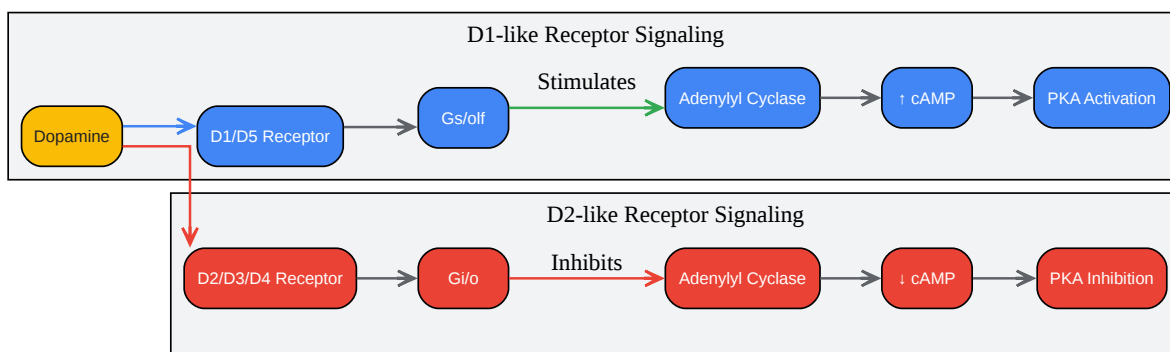 D1-like Receptor Signaling
Dopamine
D1/D5 Receptor
Gs/olf
Stimulates
Adenylyl Cyclase
↑ cAMP
PKA Activation
D2-like Receptor Signaling
D2/D3/D4 Receptor
Gi/o
Inhibits
Adenylyl Cyclase
↓ cAMP
PKA Inhibition